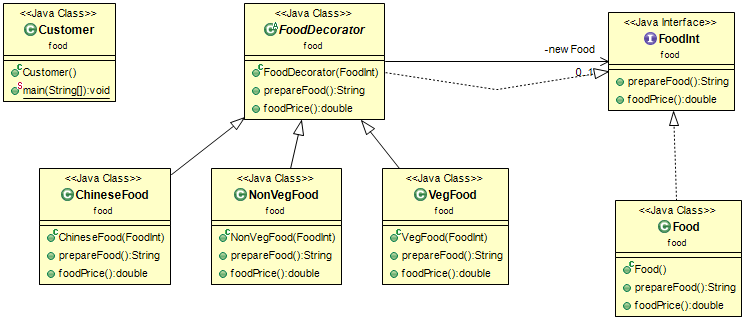 <<Java Class>>
Customer
food
Customer()
main(String[]):void
<<Java Class>>
FoodDecorator
food
FoodDecorator(FoodInt)
prepareFood():String
foodPrice():double
-new Food
0..1
<<Java Interface>>
FoodInt
food
prepareFood():String
foodPrice():double
<<Java Class>>
ChineseFood
food
ChineseFood(FoodInt)
prepareFood():String
foodPrice():double
<<Java Class>>
NonVegFood
food
NonVegFood(FoodInt)
prepareFood():String
foodPrice():double
<<Java Class>>
VegFood
food
VegFood(FoodInt)
prepareFood():String
foodPrice():double
<<Java Class>>
Food
food
Food()
prepareFood():String
foodPrice():double